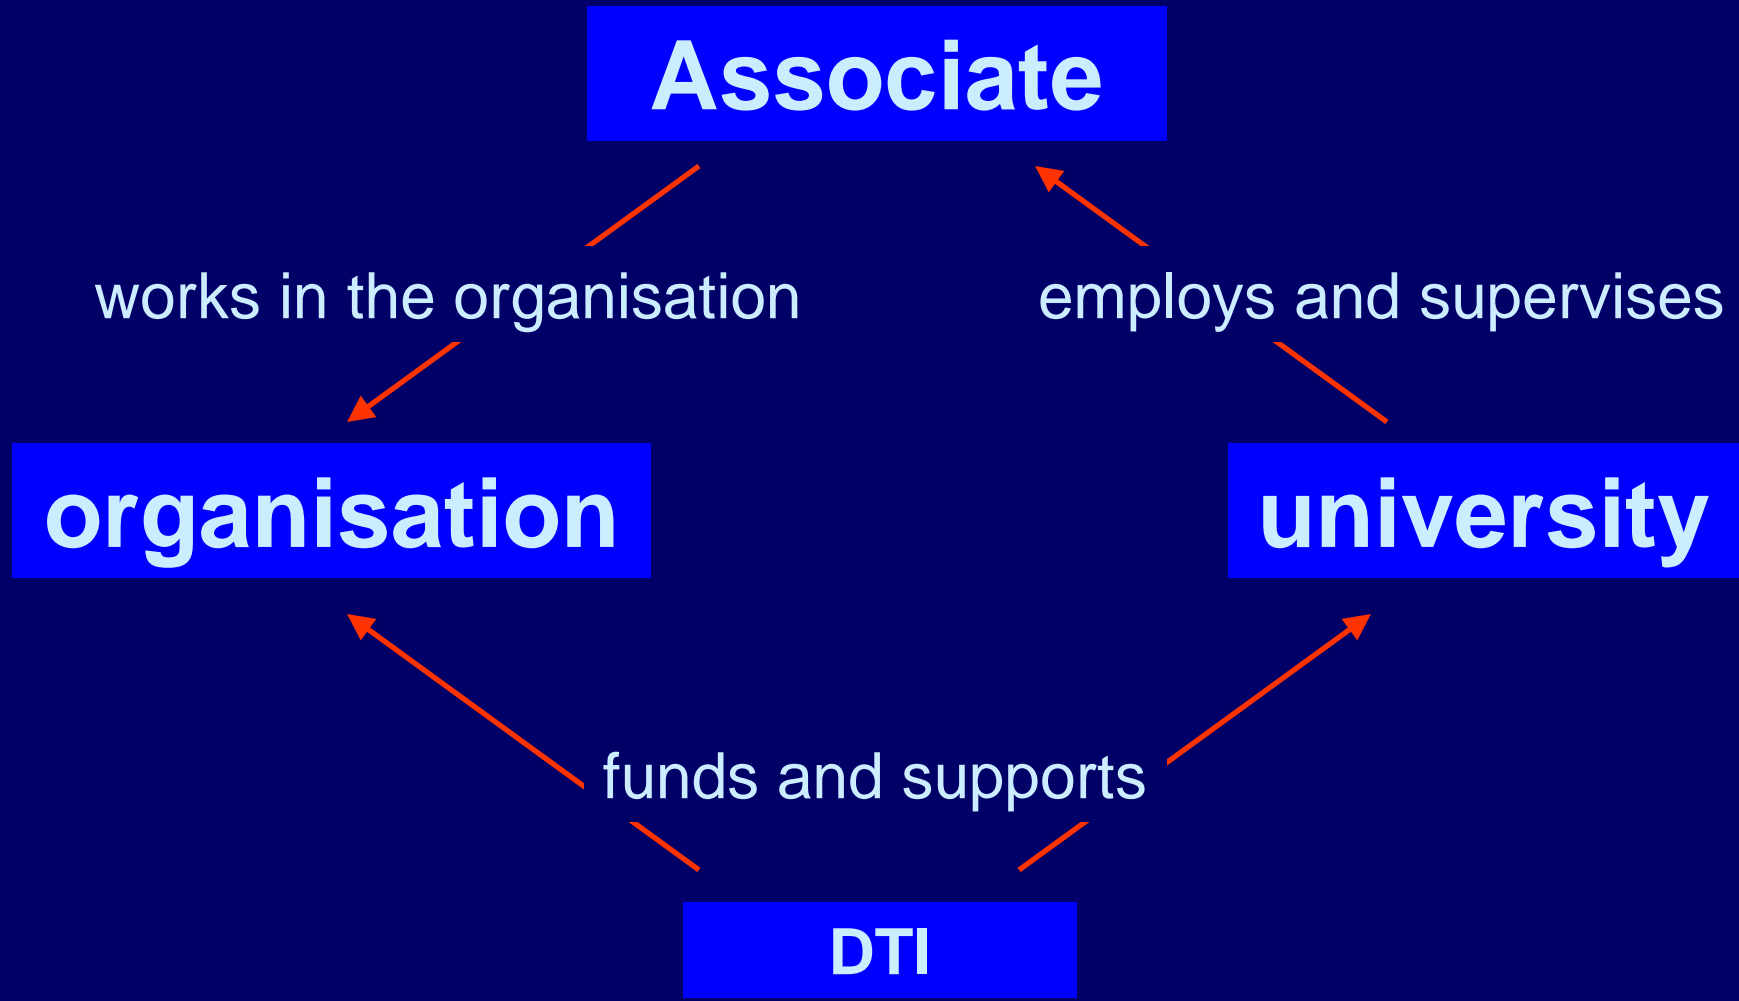 Associate
works in the organisation
employs and supervises
organisation
university
funds and supports
DTI